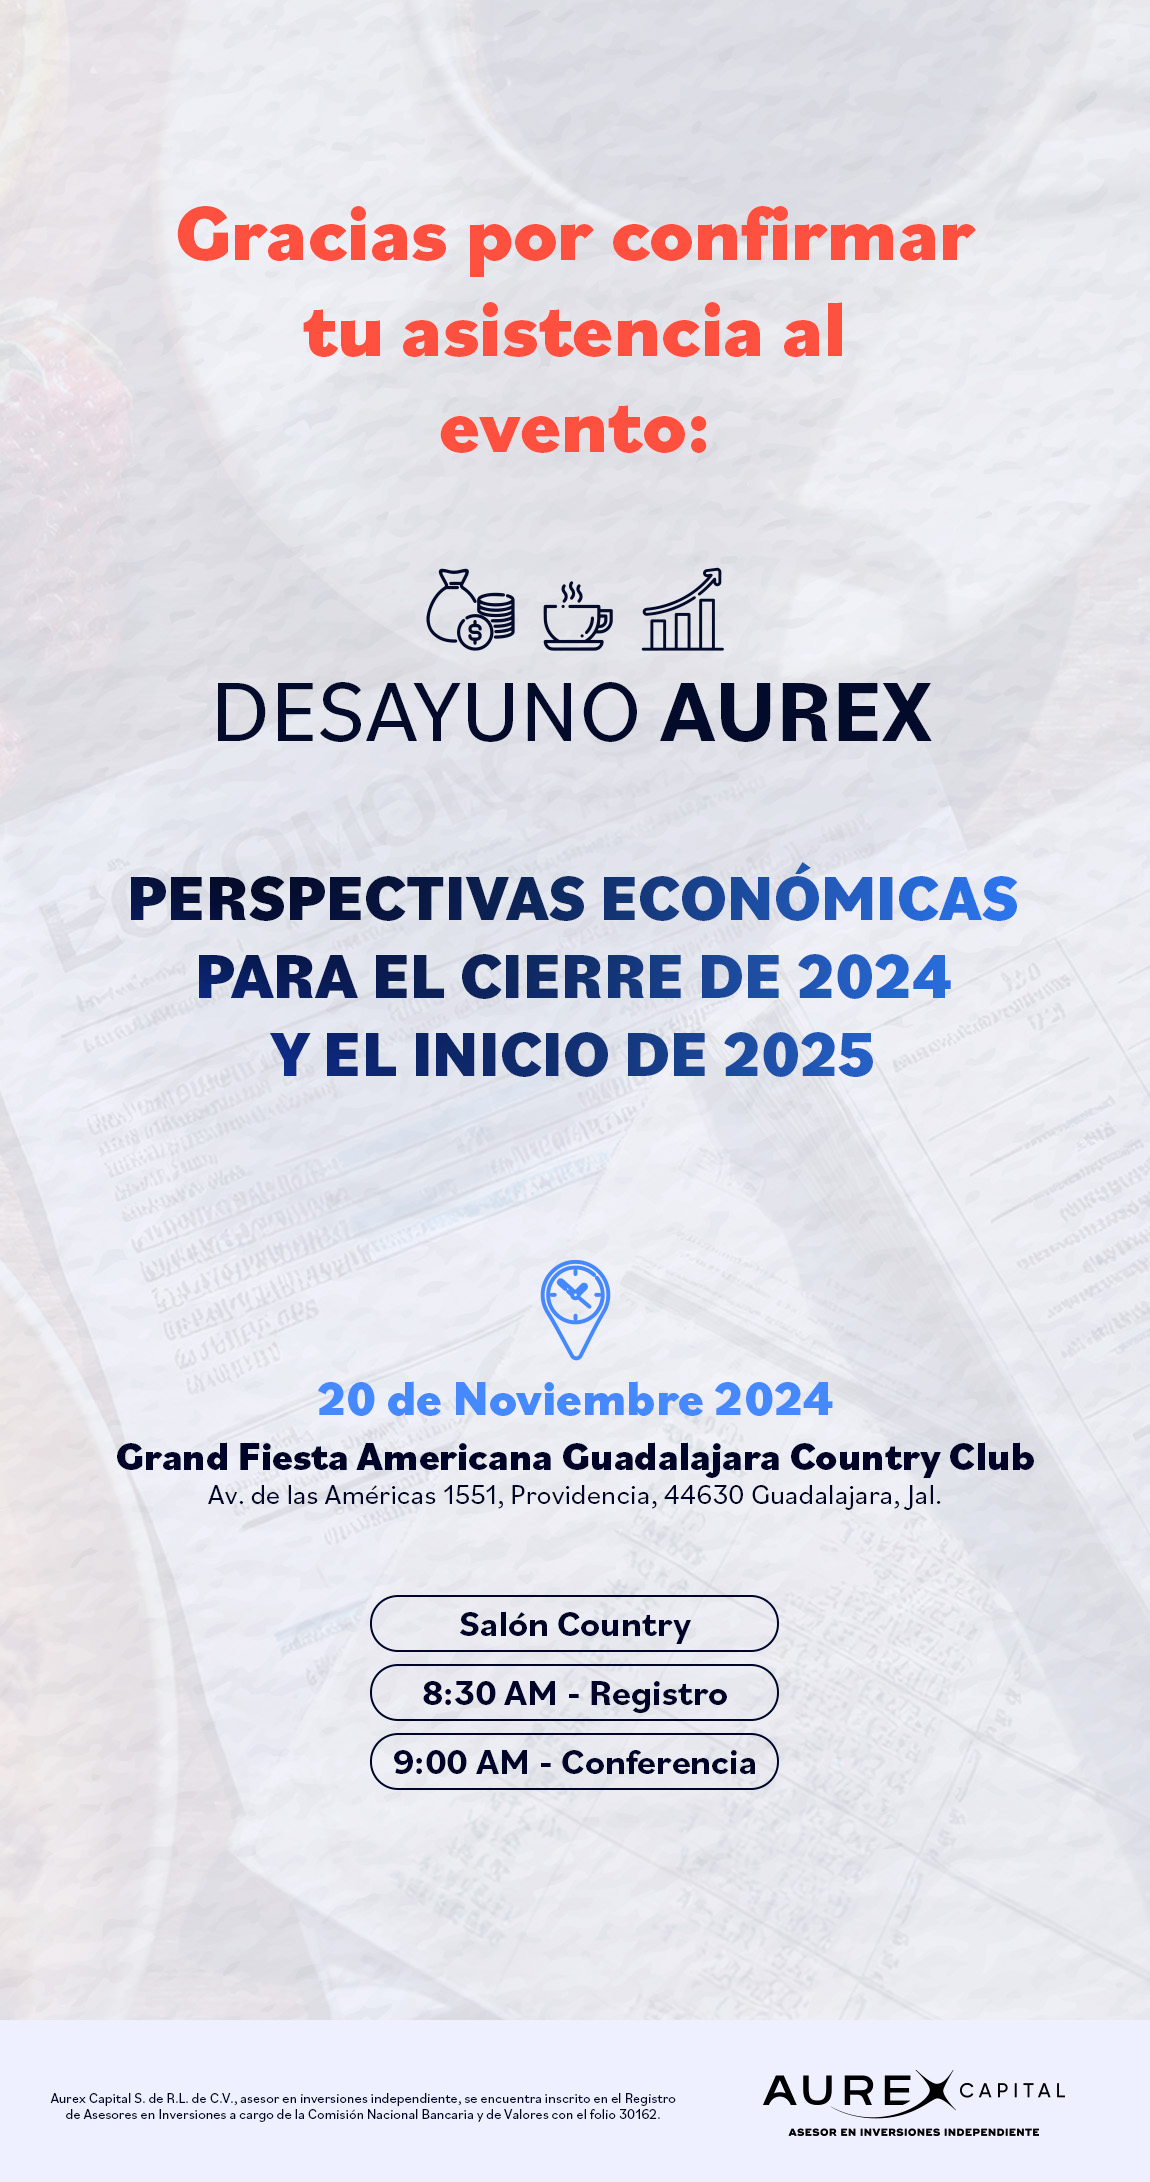 Gracias por confirmar
tu asistencia al
evento:
DESAYUNO AUREX
PERSPECTIVAS ECONÓMICAS
PARA EL CIERRE DE 2024
Y EL INICIO DE 2025
20 de Noviembre 2024
Grand Fiesta Americana Guadalajara Country Club
Av. de las Américas 1551, Providencia, 44630 Guadalajara, Jal.
Salón Country
8:30 AM - Registro
9:00 AM - Conferencia
Aurex Capital S. de R.L. de C.V., asesor en inversiones independiente, se encuentra inscrito en el Registro
de Asesores en Inversiones a cargo de la Comisión Nacional Bancaria y de Valores con el folio 30162.
AUREX CAPITAL
ASESOR EN INVERSIONES INDEPENDIENTE